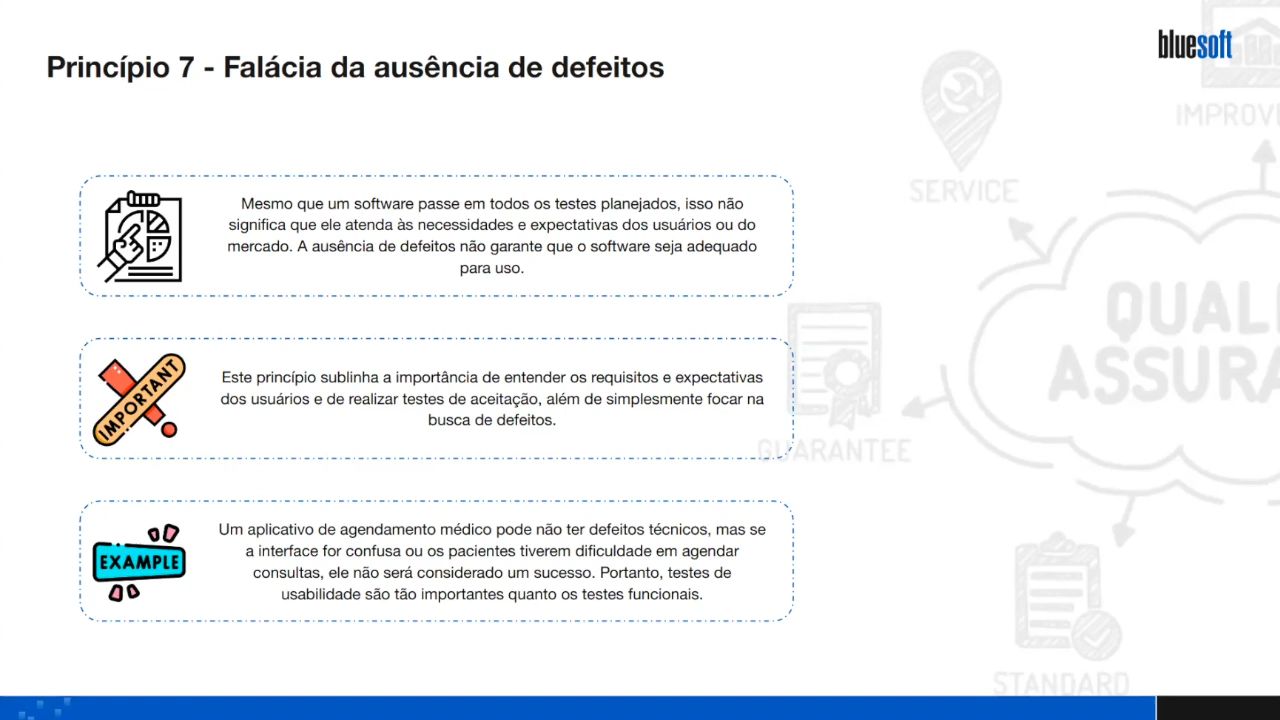 Princípio 7 - Falácia da ausência de defeitos
bluesoft
Mesmo que um software passe em todos os testes planejados, isso não
significa que ele atenda às necessidades e expectativas dos usuários ou do
mercado. A ausência de defeitos não garante que o software seja adequado
para uso.
IMPORTANT
Este princípio sublinha a importância de entender os requisitos e expectativas
dos usuários e de realizar testes de aceitação, além de simplesmente focar na
busca de defeitos.
EXAMPLE
Um aplicativo de agendamento médico pode não ter defeitos técnicos, mas se
a interface for confusa ou os pacientes tiverem dificuldade em agendar
consultas, ele não será considerado um sucesso. Portanto, testes de
usabilidade são tão importantes quanto os testes funcionais.
SERVICE
GUARANTEE
STANDARD